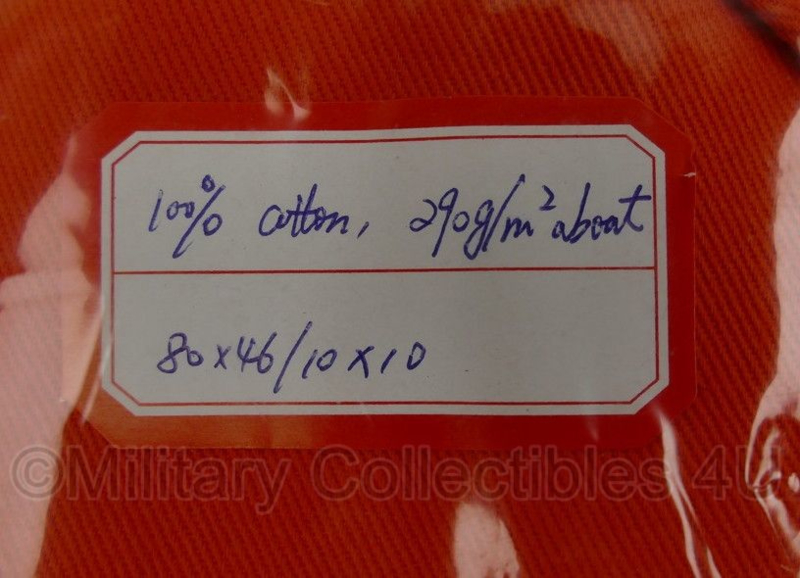 100% cotton, 290g/m² about
80x46/10x10
©Military Collectibles 4U